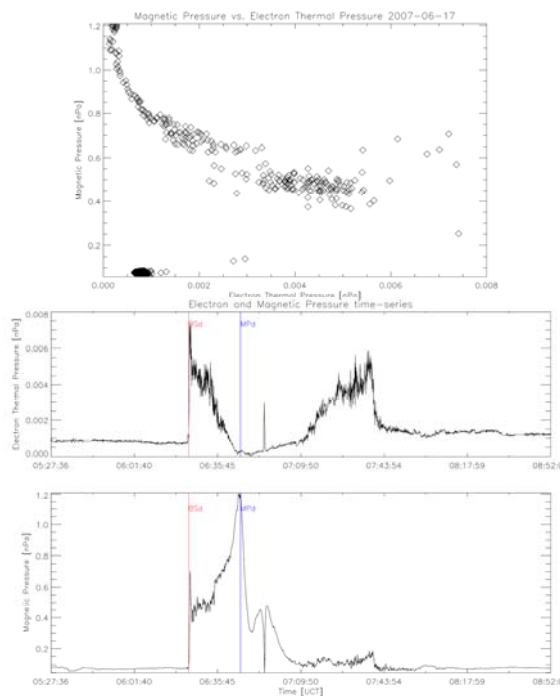 Magnetic Pressure vs. Electron Thermal Pressure 2007-06-17
Magnetic Pressure [nPa]
1.2
1.0
0.8
0.6
0.4
0.2
0.000 0.002 0.004 0.006 0.008
Electron Thermal Pressure [nPa]
Electron and Magnetic Pressure time-series
Electron Thermal Pressure [nPa]
0.008
0.006
0.004
0.002
0.000
BSd
MPd
05:27:36 06:01:40 06:35:45 07:09:50 07:43:54 08:17:59 08:52:0
Magnetic Pressure [nPa]
1.2
1.0
0.8
0.6
0.4
0.2
BSd
MPd
05:27:36 06:01:40 06:35:45 07:09:50 07:43:54 08:17:59 08:52:0
Time [UCT]